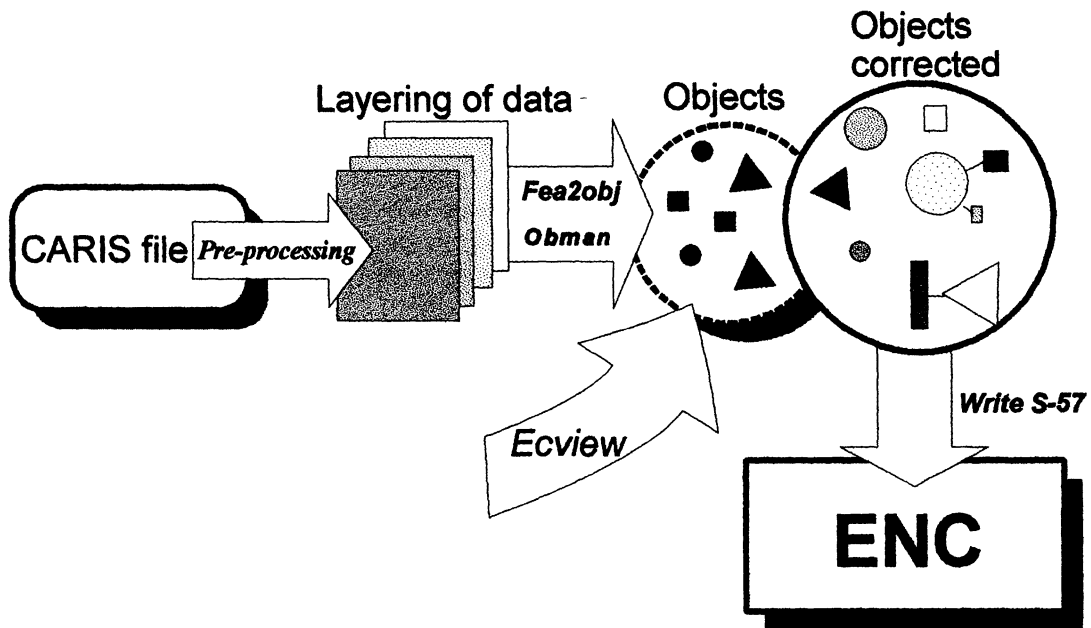 Objects
corrected
Layering of data
Objects
Fea2obj
Obman
CARIS file
Pre-processing
Ecview
Write S-57
ENC